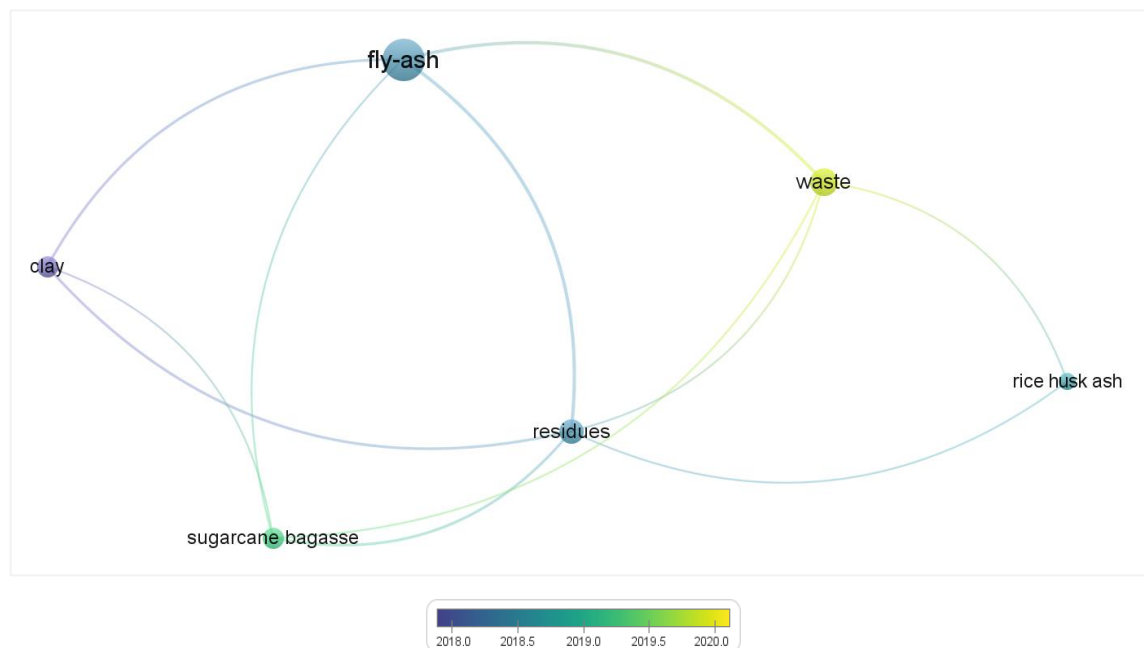 fly-ash
waste
clay
rice husk ash
residues
sugarcane bagasse
2018.0 2018.5 2019.0 2019.5 2020.0